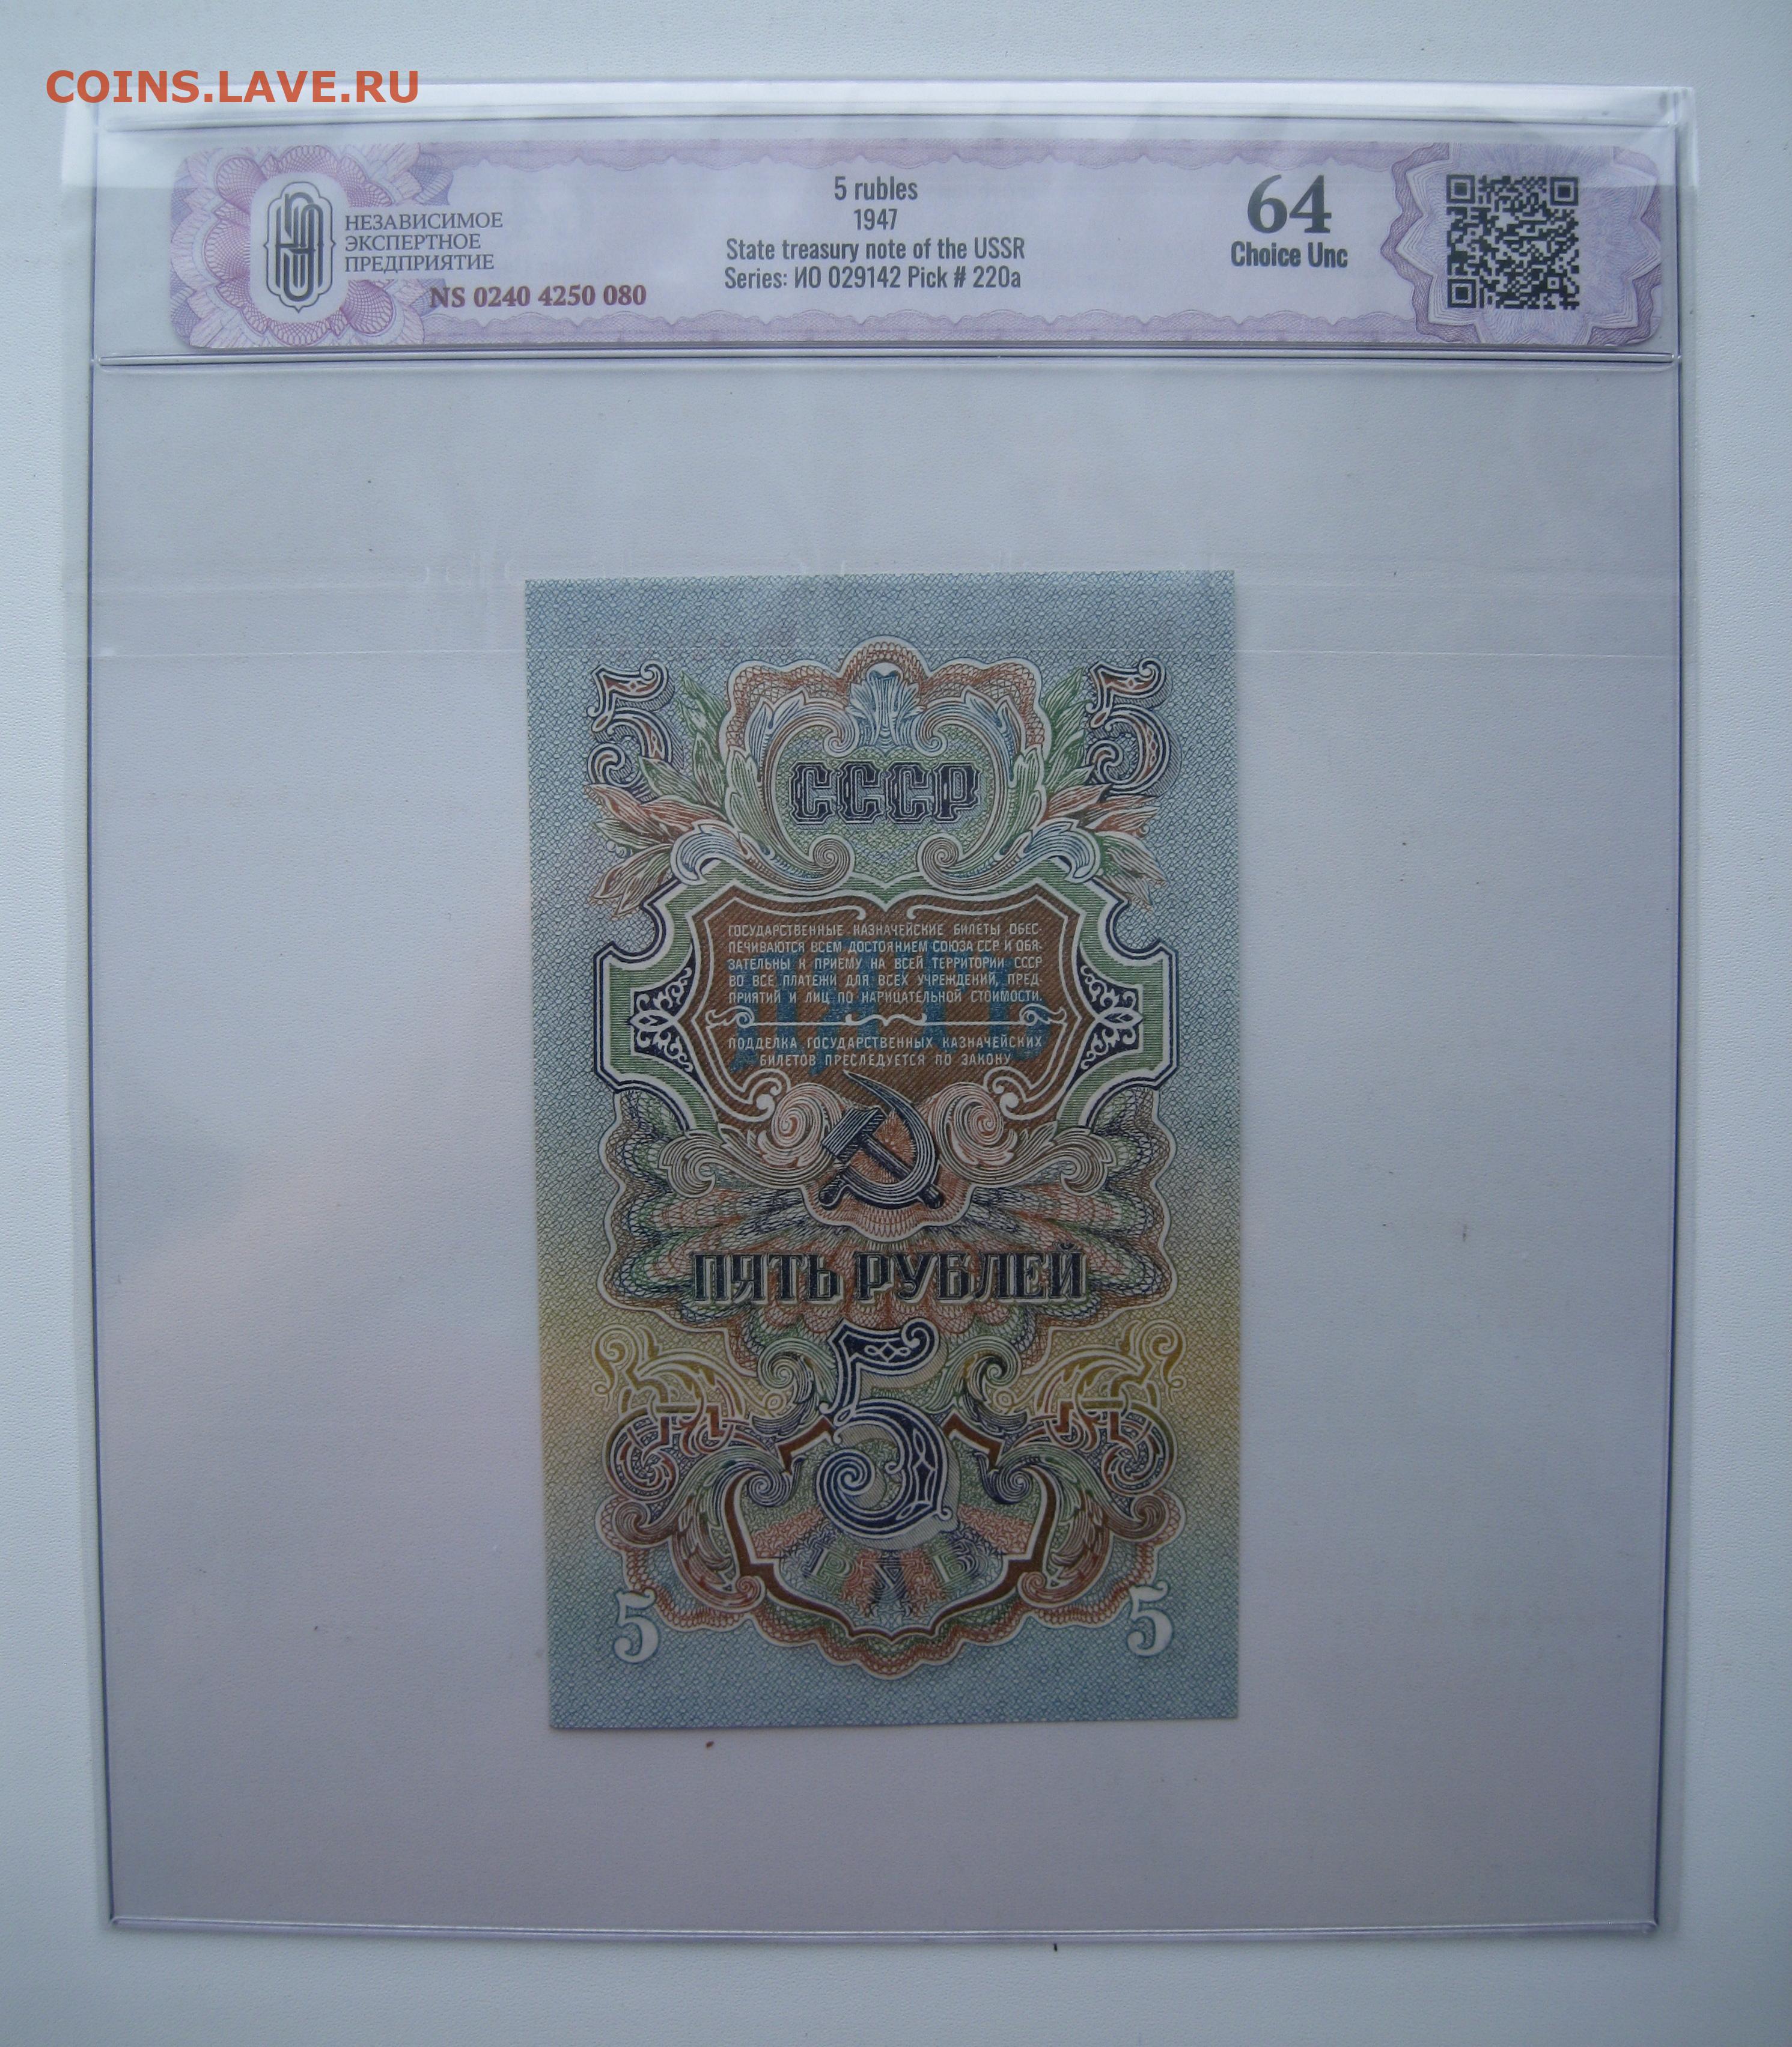 COINS.LAVE.RU
НЕЗАВИСИМОЕ
ЭКСПЕРТНОЕ
ПРЕДПРИЯТИЕ
NS 0240 4250 080
5 rubles
1947
State treasury note of the USSR
Series: ИО 029142 Pick # 220a
64
Choice Unc
5 5
СССР
ГОСУДАРСТВЕННЫЕ КАЗНАЧЕЙСКИЕ БИЛЕТЫ ОБЕС-
ПЕЧИВАЮТСЯ ВСЕМ ДОСТОЯНИЕМ СОЮЗА ССР И ОБЯ-
ЗАТЕЛЬНЫ К ПРИЕМУ НА ВСЕЙ ТЕРРИТОРИИ СССР
ВО ВСЕ ПЛАТЕЖИ ДЛЯ ВСЕХ УЧРЕЖДЕНИЙ, ПРЕД-
ПРИЯТИЙ И ЛИЦ ПО НАРИЦАТЕЛЬНОЙ СТОИМОСТИ.
ПОДДЕЛКА ГОСУДАРСТВЕННЫХ КАЗНАЧЕЙСКИХ
БИЛЕТОВ ПРЕСЛЕДУЕТСЯ ПО ЗАКОНУ
ПЯТЬ РУБЛЕЙ
5
РУБ
5 5